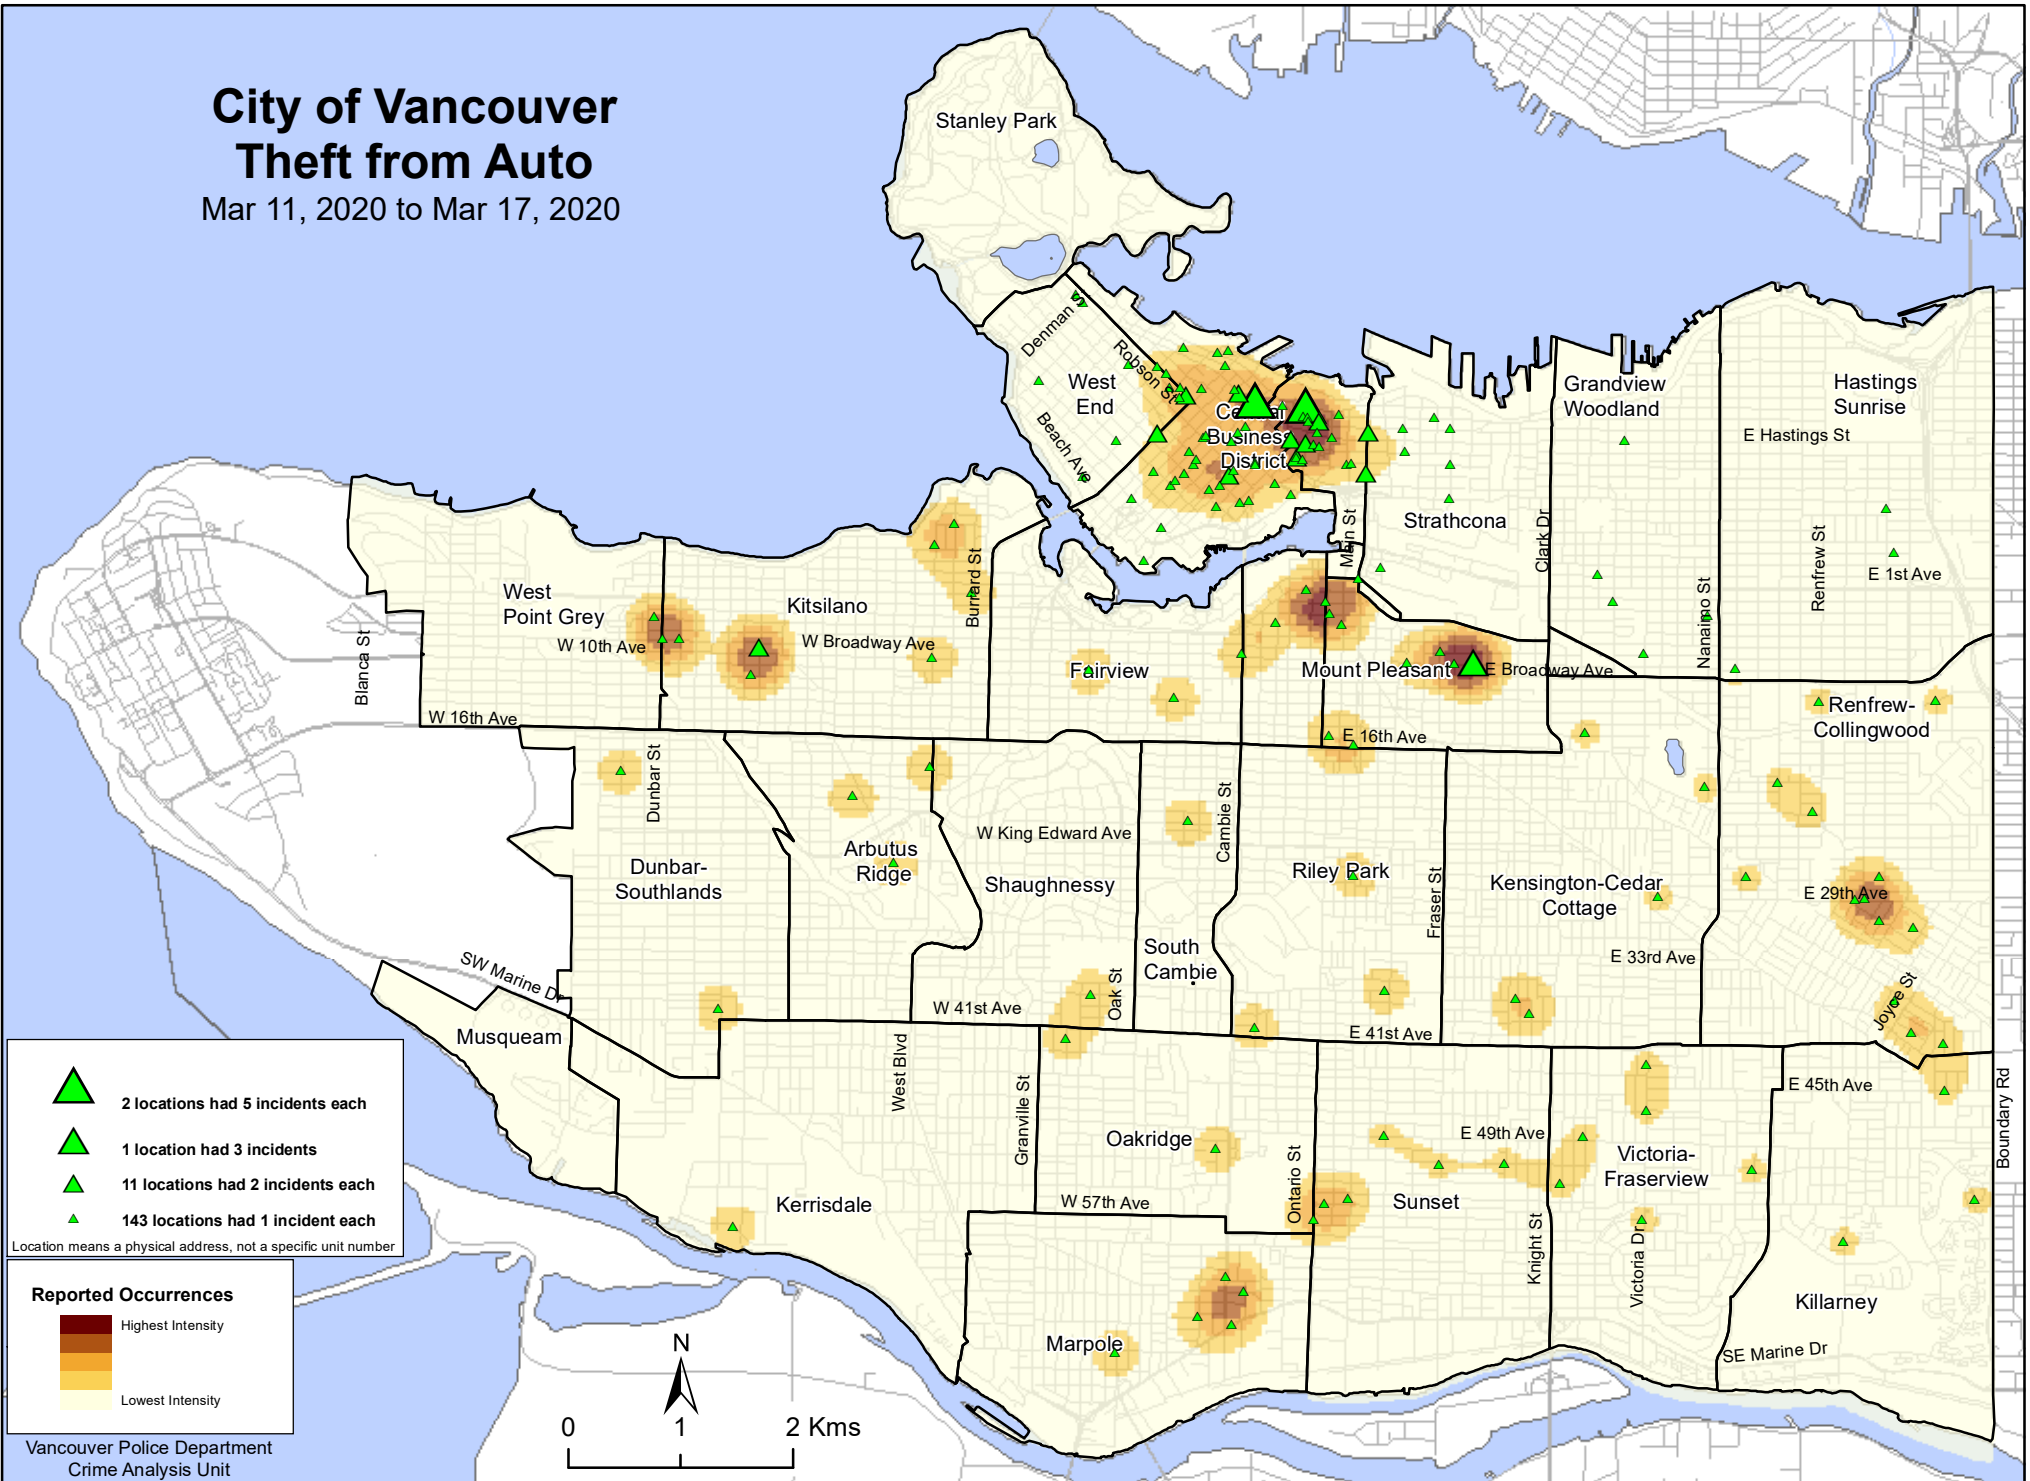 City of Vancouver
Theft from Auto
Mar 11, 2020 to Mar 17, 2020
Stanley Park
Denman St
Robson St
West
End
Beach Ave
Central
Business
District
Grandview
Woodland
Hastings
Sunrise
E Hastings St
Strathcona
Main St
Clark Dr
Nanaimo St
Renfrew St
E 1st Ave
West
Point Grey
W 10th Ave
Blanca St
Kitsilano
W Broadway Ave
Burrard St
Fairview
Mount Pleasant
E Broadway Ave
W 16th Ave
E 16th Ave
Renfrew-
Collingwood
Dunbar St
Dunbar-
Southlands
Arbutus
Ridge
W King Edward Ave
Shaughnessy
Cambie St
Riley Park
Fraser St
Kensington-Cedar
Cottage
E 29th Ave
E 33rd Ave
South
Cambie
Oak St
SW Marine Dr
W 41st Ave
E 41st Ave
Joyce St
Musqueam
West Blvd
Granville St
E 45th Ave
Boundary Rd
Oakridge
E 49th Ave
Victoria-
Fraserview
Ontario St
Sunset
W 57th Ave
Kerrisdale
Knight St
Victoria Dr
Killarney
Marpole
SE Marine Dr
2 locations had 5 incidents each
1 location had 3 incidents
11 locations had 2 incidents each
143 locations had 1 incident each
Location means a physical address, not a specific unit number
Reported Occurrences
Highest Intensity
Lowest Intensity
Vancouver Police Department
Crime Analysis Unit
N
0 1 2 Kms